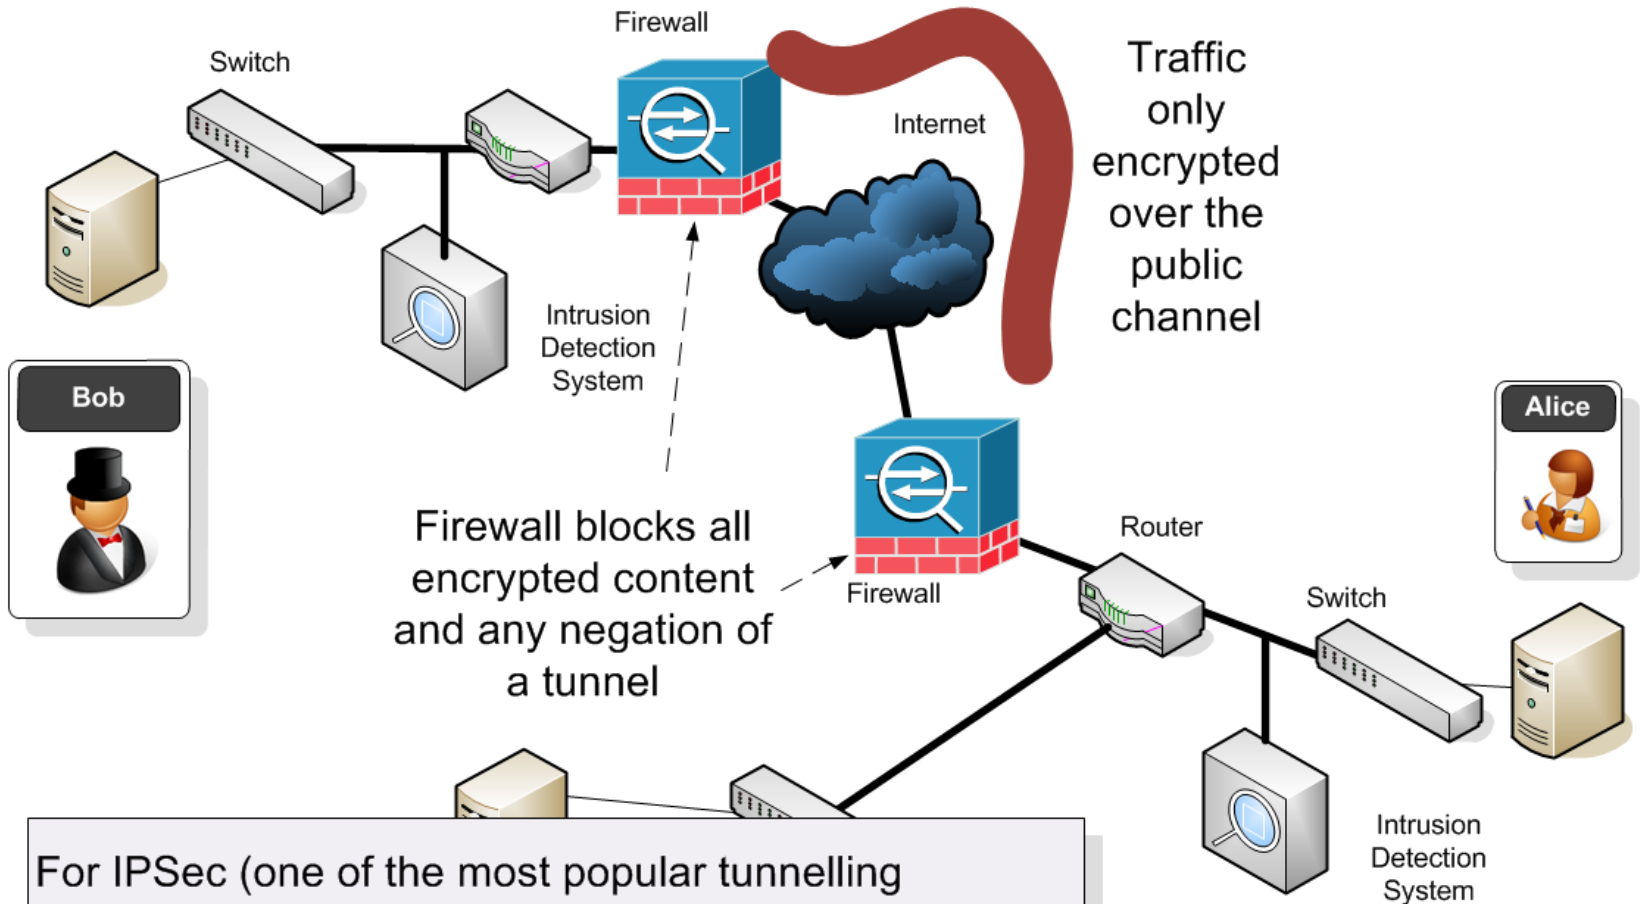 Firewall
Switch
Traffic
only
encrypted
over the
public
channel
Internet
Intrusion
Detection
System
Bob
Alice
Firewall blocks all
encrypted content
and any negation of
a tunnel
Router
Firewall
Switch
Intrusion
Detection
System
For IPSec (one of the most popular tunnelling